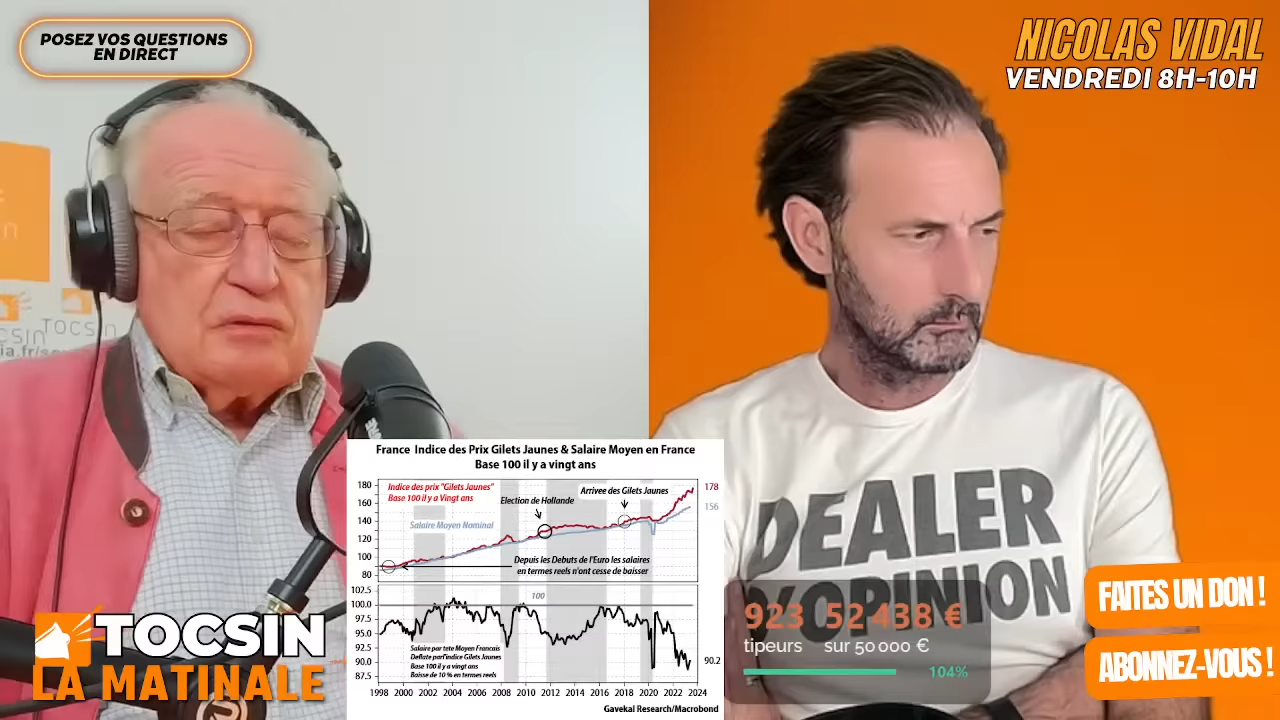 POSEZ VOS QUESTIONS
EN DIRECT
NICOLAS VIDAL
VENDREDI 8H-10H
TOCSIN
ia.fr/so
DEALER
D'OPINION
France Indice des Prix Gilets Jaunes & Salaire Moyen en France
Base 100 il y a vingt ans
Indice des prix "Gilets Jaunes"
Base 100 il y a Vingt ans
Election de Hollande
Arrivee des Gilets Jaunes
Salaire Moyen Nominal
Depuis les Debuts de l'Euro les salaires
en termes reels n'ont cesse de baisser
180
160
140
120
100
80
178
156
102.5
100.0
97.5
95.0
92.5
90.0
87.5
100
90.2
Salaire par tete Moyen Francais
Deflate par l'indice Gilets Jaunes
Base 100 il y a vingt ans
Baisse de 10 % en termes reels
1998 2000 2002 2004 2006 2008 2010 2012 2014 2016 2018 2020 2022 2024
Gavekal Research/Macrobond
TOCSIN
LA MATINALE
923 52 438 €
tipeurs sur 50 000 €
104%
FAITES UN DON !
ABONNEZ-VOUS !